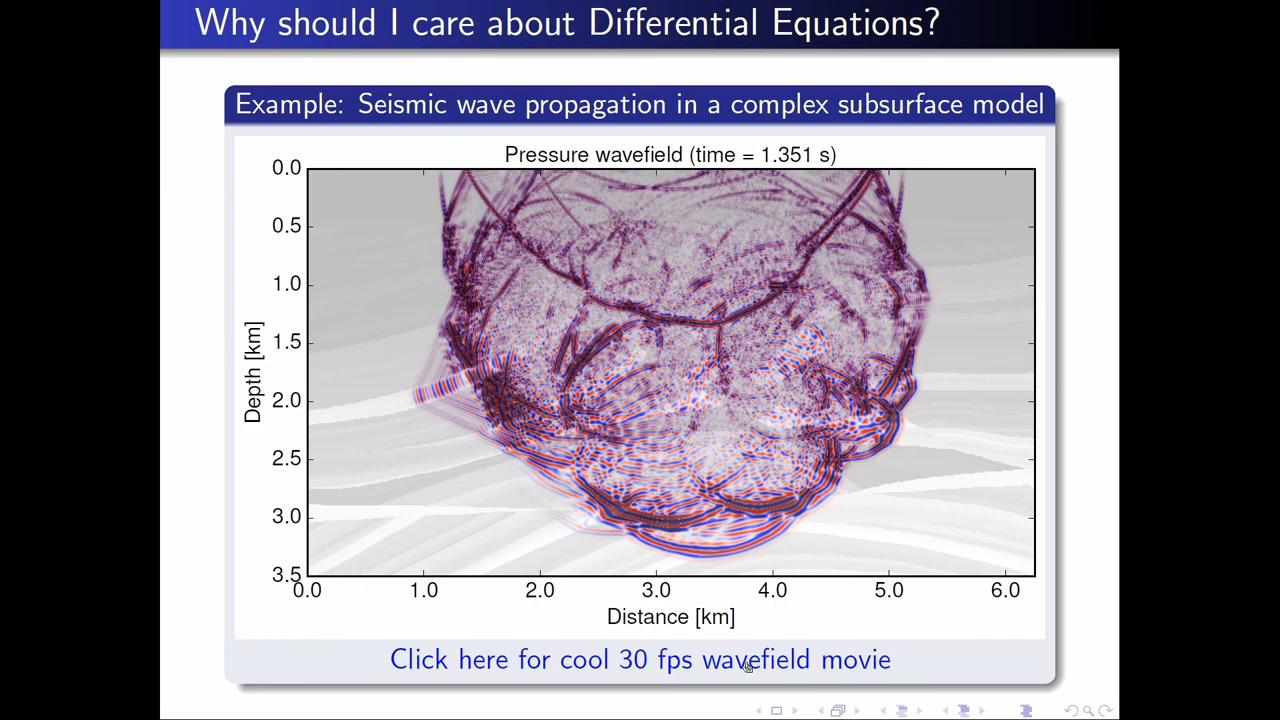 Why should I care about Differential Equations?
Example: Seismic wave propagation in a complex subsurface model
Pressure wavefield (time = 1.351 s)
0.0
0.5
1.0
1.5
2.0
2.5
3.0
3.5
Depth [km]
0.0 1.0 2.0 3.0 4.0 5.0 6.0
Distance [km]
Click here for cool 30 fps wavefield movie